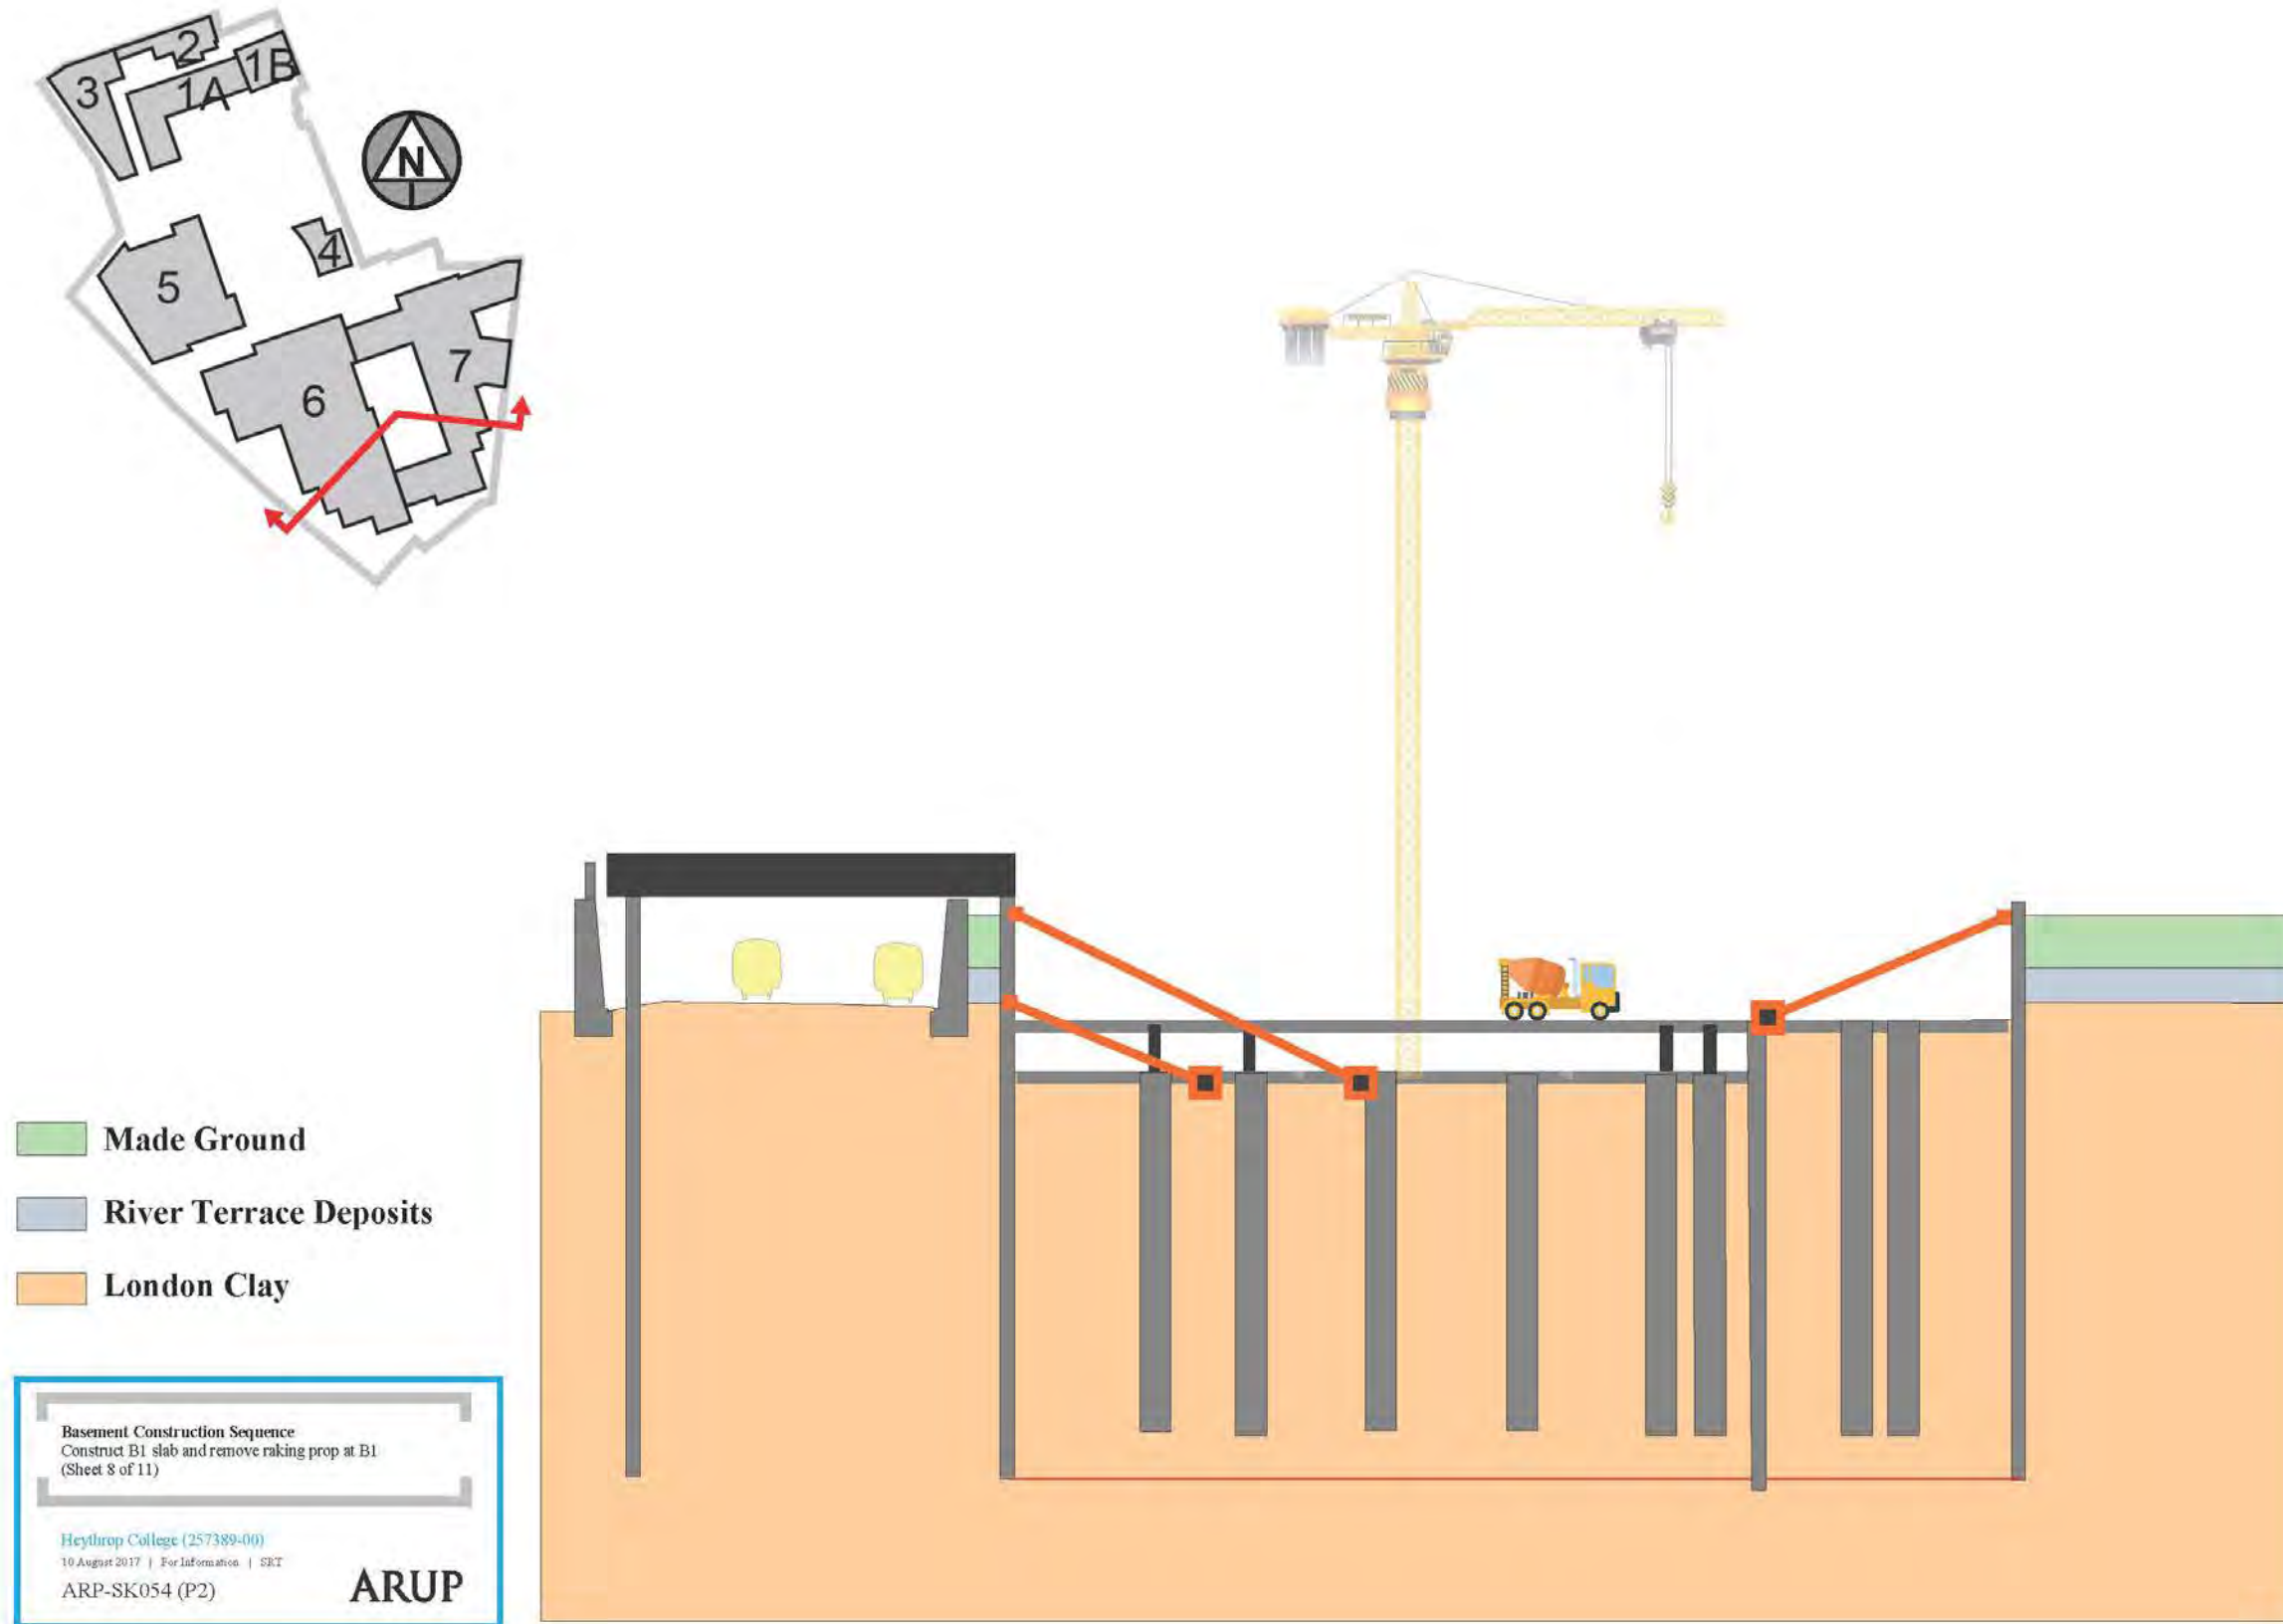 2
1B
3
1A
N
4
5
7
6
Made Ground
River Terrace Deposits
London Clay
Basement Construction Sequence
Construct B1 slab and remove raking prop at B1
(Sheet 8 of 11)
Heythrop College (257389-00)
10 August 2017 | For Information | SRT
ARP-SK054 (P2)
ARUP